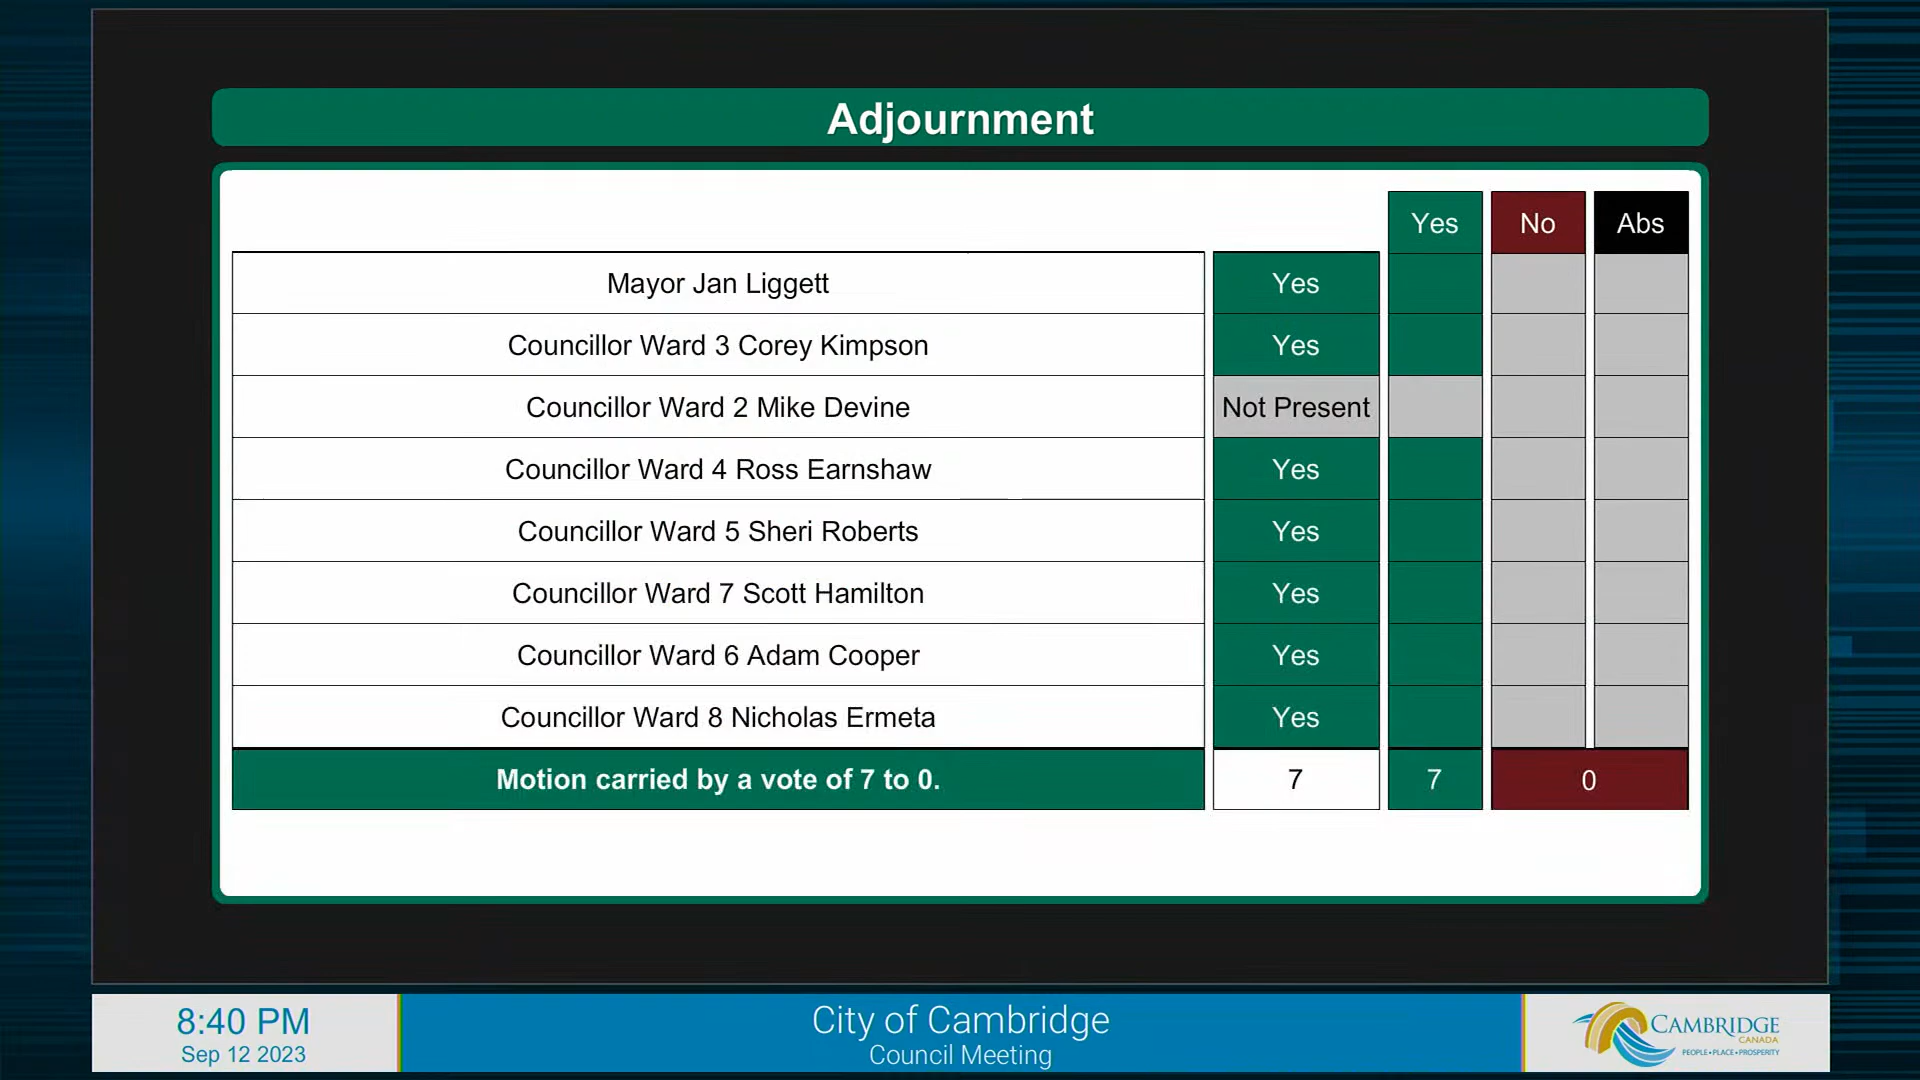 Adjournment
Yes No Abs
Mayor Jan Liggett Yes
Councillor Ward 3 Corey Kimpson Yes
Councillor Ward 2 Mike Devine Not Present
Councillor Ward 4 Ross Earnshaw Yes
Councillor Ward 5 Sheri Roberts Yes
Councillor Ward 7 Scott Hamilton Yes
Councillor Ward 6 Adam Cooper Yes
Councillor Ward 8 Nicholas Ermeta Yes
Motion carried by a vote of 7 to 0. 7 7 0
8:40 PM
Sep 12 2023
City of Cambridge
Council Meeting
CAMBRIDGE
CANADA
PEOPLE•PLACE•PROSPERITY